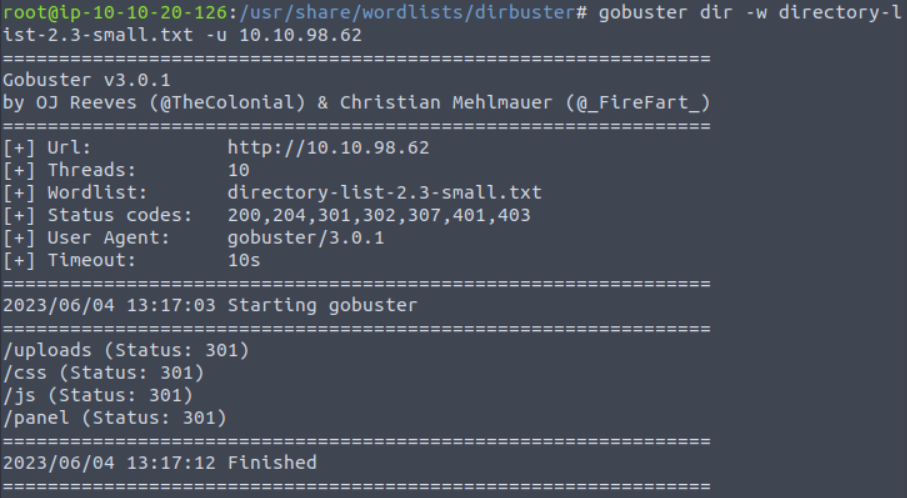 root@ip-10-10-20-126:/usr/share/wordlists/dirbuster# gobuster dir -w directory-l
ist-2.3-small.txt -u 10.10.98.62
===============================================================
Gobuster v3.0.1
by OJ Reeves (@TheColonial) & Christian Mehlmauer (@_FireFart_)
===============================================================
[+] Url:            http://10.10.98.62
[+] Threads:        10
[+] Wordlist:       directory-list-2.3-small.txt
[+] Status codes:   200,204,301,302,307,401,403
[+] User Agent:     gobuster/3.0.1
[+] Timeout:        10s
===============================================================
2023/06/04 13:17:03 Starting gobuster
===============================================================
/uploads (Status: 301)
/css (Status: 301)
/js (Status: 301)
/panel (Status: 301)
===============================================================
2023/06/04 13:17:12 Finished
===============================================================